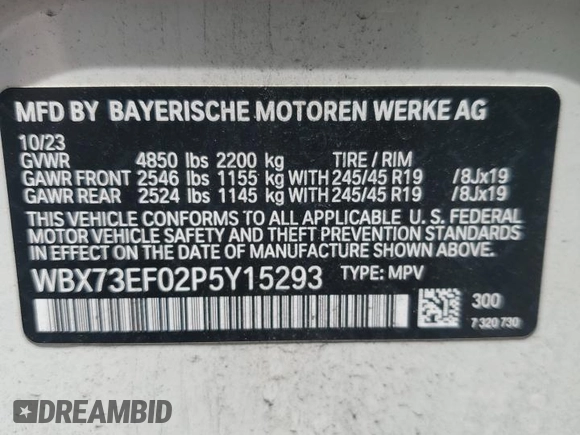 MFD BY BAYERISCHE MOTOREN WERKE AG
10/23
GVWR 4850 lbs 2200 kg TIRE / RIM
GAWR FRONT 2546 lbs 1155 kg WITH 245/45 R19 /8Jx19
GAWR REAR 2524 lbs 1145 kg WITH 245/45 R19 /8Jx19
THIS VEHICLE CONFORMS TO ALL APPLICABLE U.S. FEDERAL
MOTOR VEHICLE SAFETY AND THEFT PREVENTION STANDARDS
IN EFFECT ON THE DATE OF MANUFACTURE SHOWN ABOVE.
WBX73EF02P5Y15293 TYPE: MPV
300
7 320 730
DREAMBID